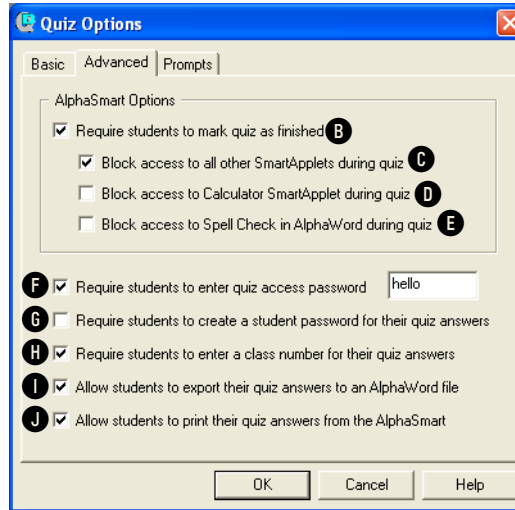 Quiz Options
Basic Advanced Prompts
AlphaSmart Options
Require students to mark quiz as finished B
Block access to all other SmartApplets during quiz C
Block access to Calculator SmartApplet during quiz D
Block access to Spell Check in AlphaWord during quiz E
F Require students to enter quiz access password hello
G Require students to create a student password for their quiz answers
H Require students to enter a class number for their quiz answers
I Allow students to export their quiz answers to an AlphaWord file
J Allow students to print their quiz answers from the AlphaSmart
OK Cancel Help